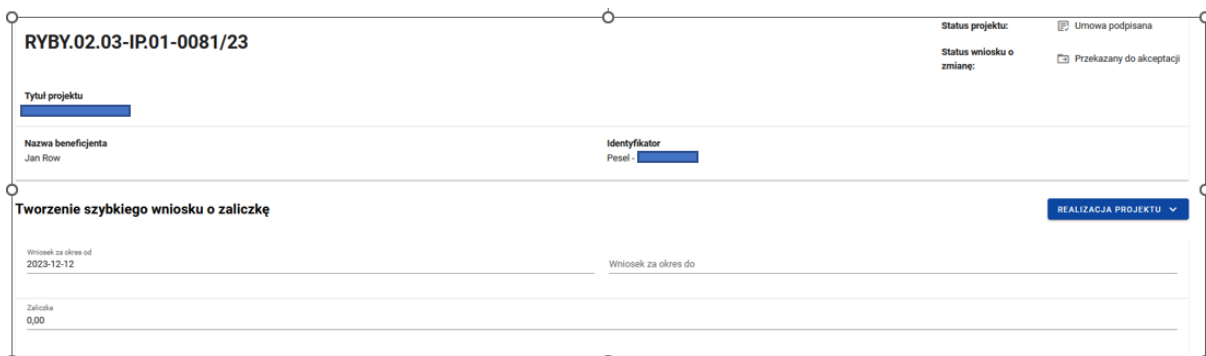 RYBY.02.03-IP.01-0081/23
Status projektu:
Umowa podpisana
Status wniosku o
zmianę:
Przekazany do akceptacji
Tytuł projektu
Nazwa beneficjenta
Jan Row
Identyfikator
Pesel -
Tworzenie szybkiego wniosku o zaliczkę
REALIZACJA PROJEKTU
Wniosek za okres od
2023-12-12
Wniosek za okres do
Zaliczka
0,00